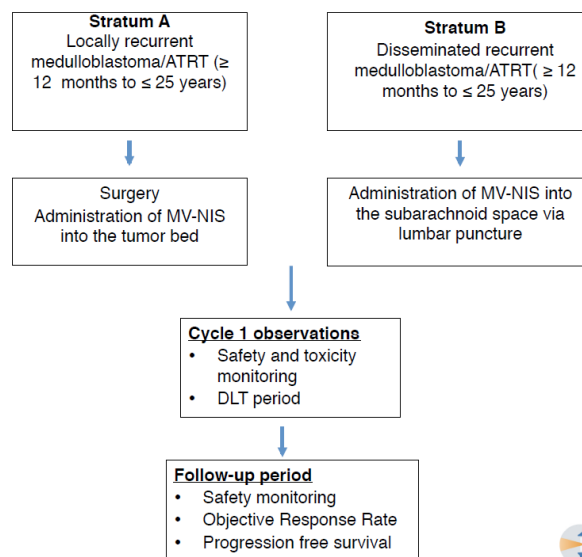 Stratum A
Locally recurrent
medulloblastoma/ATRT (≥
12 months to ≤ 25 years)
Stratum B
Disseminated recurrent
medulloblastoma/ATRT( ≥ 12
months to ≤ 25 years)
Surgery
Administration of MV-NIS
into the tumor bed
Administration of MV-NIS into
the subarachnoid space via
lumbar puncture
Cycle 1 observations
• Safety and toxicity
monitoring
• DLT period
Follow-up period
• Safety monitoring
• Objective Response Rate
• Progression free survival